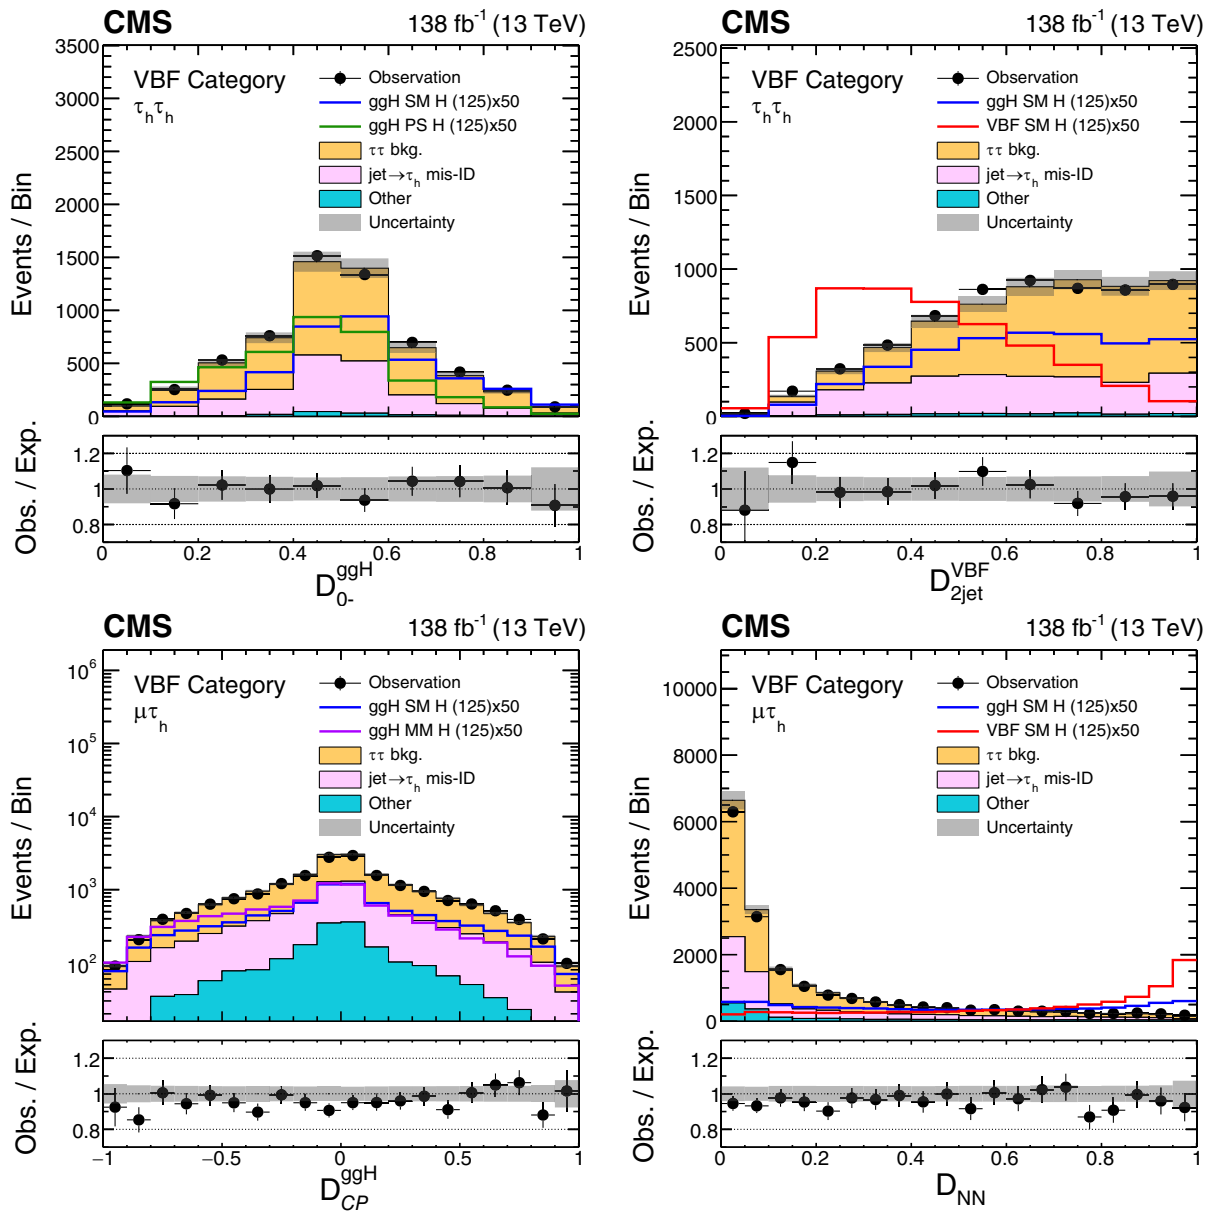 CMS 138 fb⁻¹ (13 TeV)
VBF Category
τₕτₕ
Observation
ggH SM H (125)x50
ggH PS H (125)x50
ττ bkg.
jet→τₕ mis-ID
Other
Uncertainty
Events / Bin
3500
3000
2500
2000
1500
1000
500
0
Obs. / Exp.
1.2
1
0.8
0 0.2 0.4 0.6 0.8 1
D₀₋^ggH
CMS 138 fb⁻¹ (13 TeV)
VBF Category
τₕτₕ
Observation
ggH SM H (125)x50
VBF SM H (125)x50
ττ bkg.
jet→τₕ mis-ID
Other
Uncertainty
Events / Bin
2500
2000
1500
1000
500
0
Obs. / Exp.
1.2
1
0.8
0 0.2 0.4 0.6 0.8 1
D_2jet^VBF
CMS 138 fb⁻¹ (13 TeV)
VBF Category
μτₕ
Observation
ggH SM H (125)x50
ggH MM H (125)x50
ττ bkg.
jet→τₕ mis-ID
Other
Uncertainty
Events / Bin
10⁶
10⁵
10⁴
10³
10²
Obs. / Exp.
1.2
1
0.8
−1 −0.5 0 0.5 1
D_CP^ggH
CMS 138 fb⁻¹ (13 TeV)
VBF Category
μτₕ
Observation
ggH SM H (125)x50
VBF SM H (125)x50
ττ bkg.
jet→τₕ mis-ID
Other
Uncertainty
Events / Bin
10000
8000
6000
4000
2000
0
Obs. / Exp.
1.2
1
0.8
0 0.2 0.4 0.6 0.8 1
D_NN